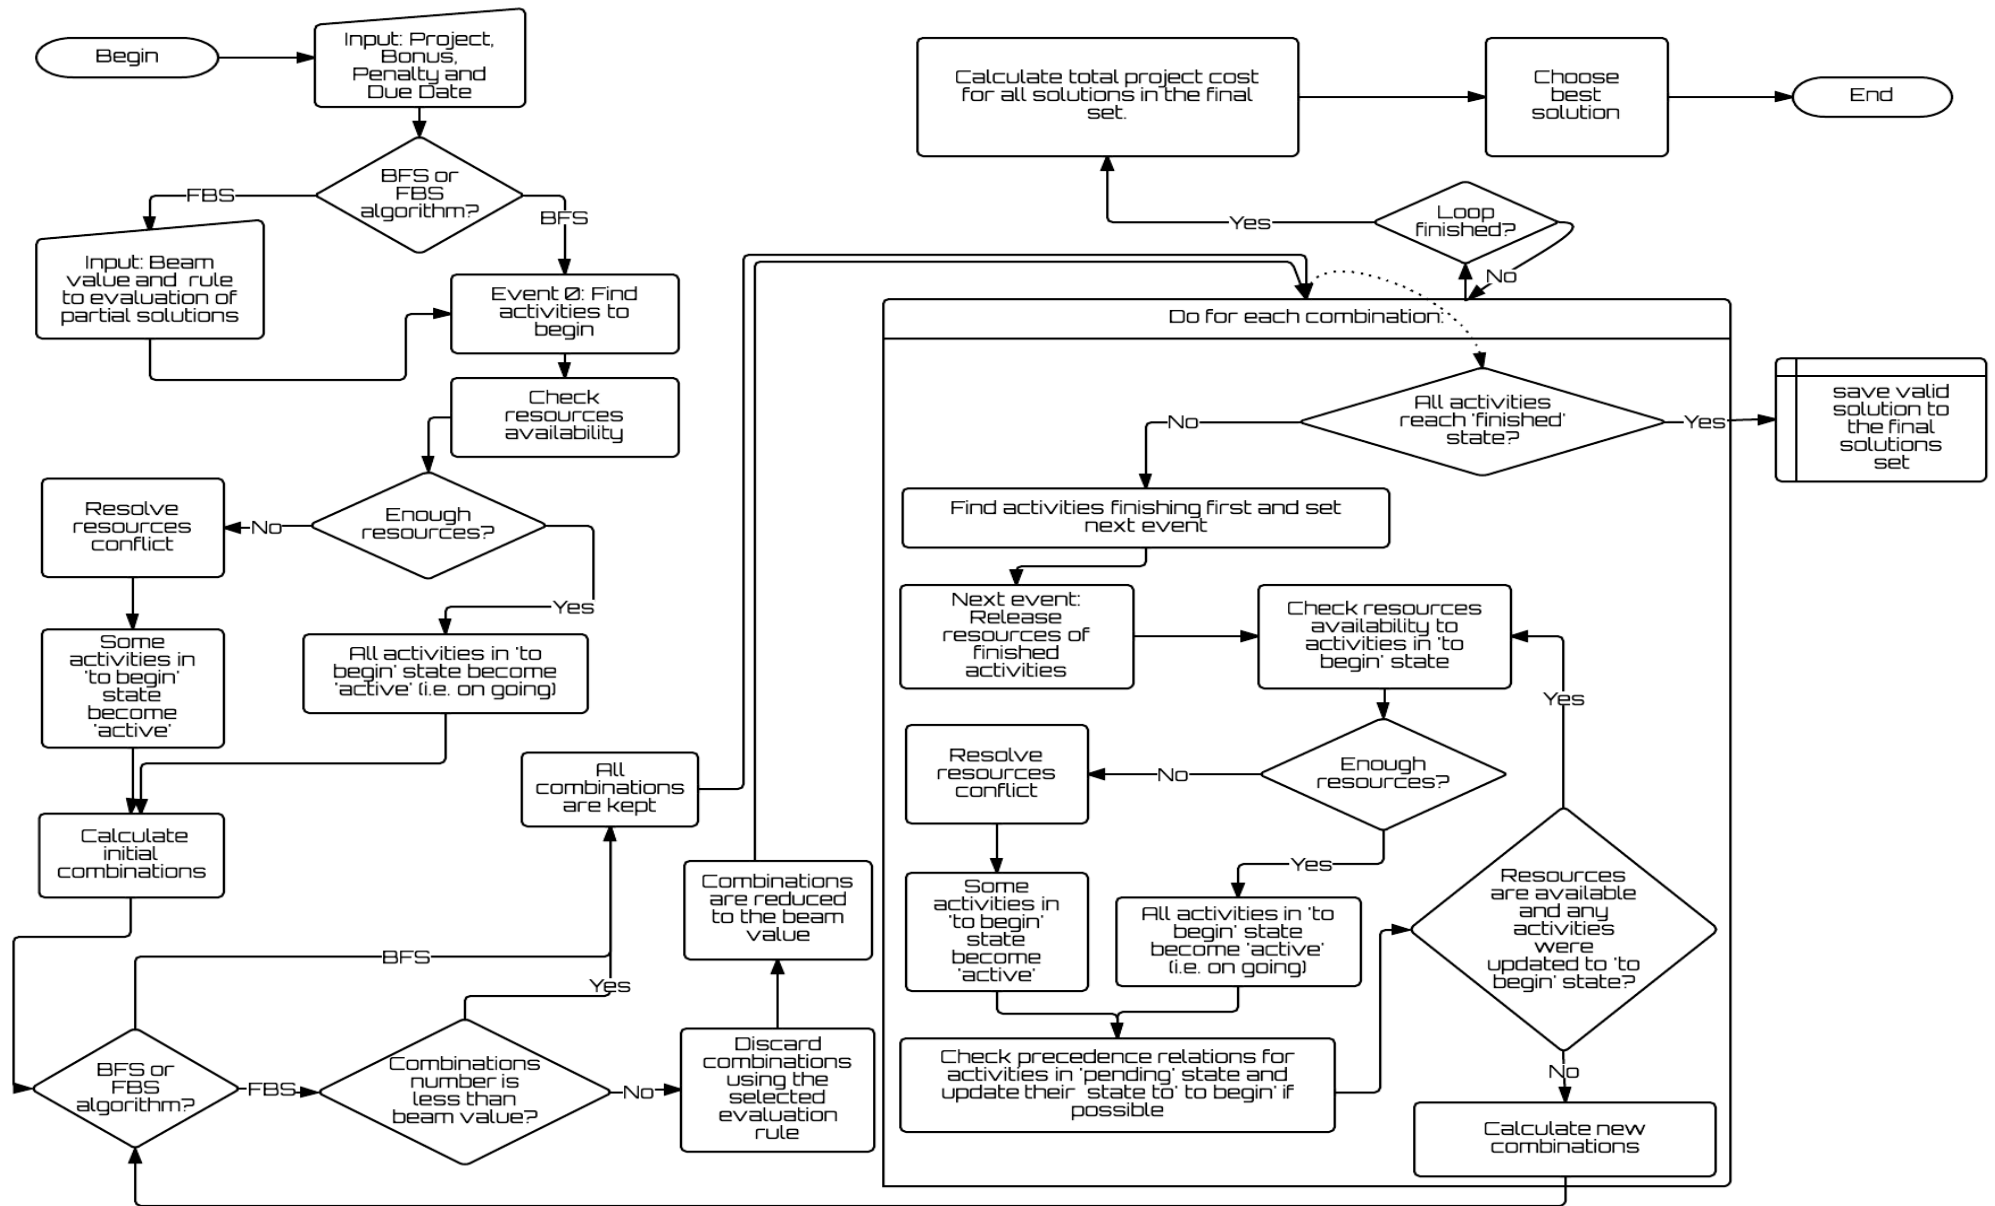 Begin
Input: Project,
Bonus,
Penalty and
Due Date
BFS or
FBS
algorithm?
FBS
BFS
Input: Beam
value and rule
to evaluation of
partial solutions
Event 0: Find
activities to
begin
Check
resources
availability
Enough
resources?
No
Yes
Resolve
resources
conflict
Some
activities in
'to begin'
state
become
'active'
All activities in 'to
begin' state become
'active' (i.e. on going)
Calculate
initial
combinations
BFS or
FBS
algorithm?
BFS
FBS
Combinations
number is
less than
beam value?
Yes
No
All
combinations
are kept
Discard
combinations
using the
selected
evaluation
rule
Combinations
are reduced
to the beam
value
Do for each combination:
All activities
reach 'finished'
state?
No
Yes
save valid
solution to
the final
solutions
set
Find activities finishing first and set
next event
Next event:
Release
resources of
finished
activities
Check resources
availability to
activities in 'to
begin' state
Enough
resources?
No
Yes
Resolve
resources
conflict
Some
activities in
'to begin'
state
become
'active'
All activities in 'to
begin' state
become 'active'
(i.e. on going)
Check precedence relations for
activities in 'pending' state and
update their state to' to begin' if
possible
Resources
are available
and any
activities
were
updated to 'to
begin' state?
Yes
No
Calculate new
combinations
Loop
finished?
No
Yes
Calculate total project cost
for all solutions in the final
set.
Choose
best
solution
End